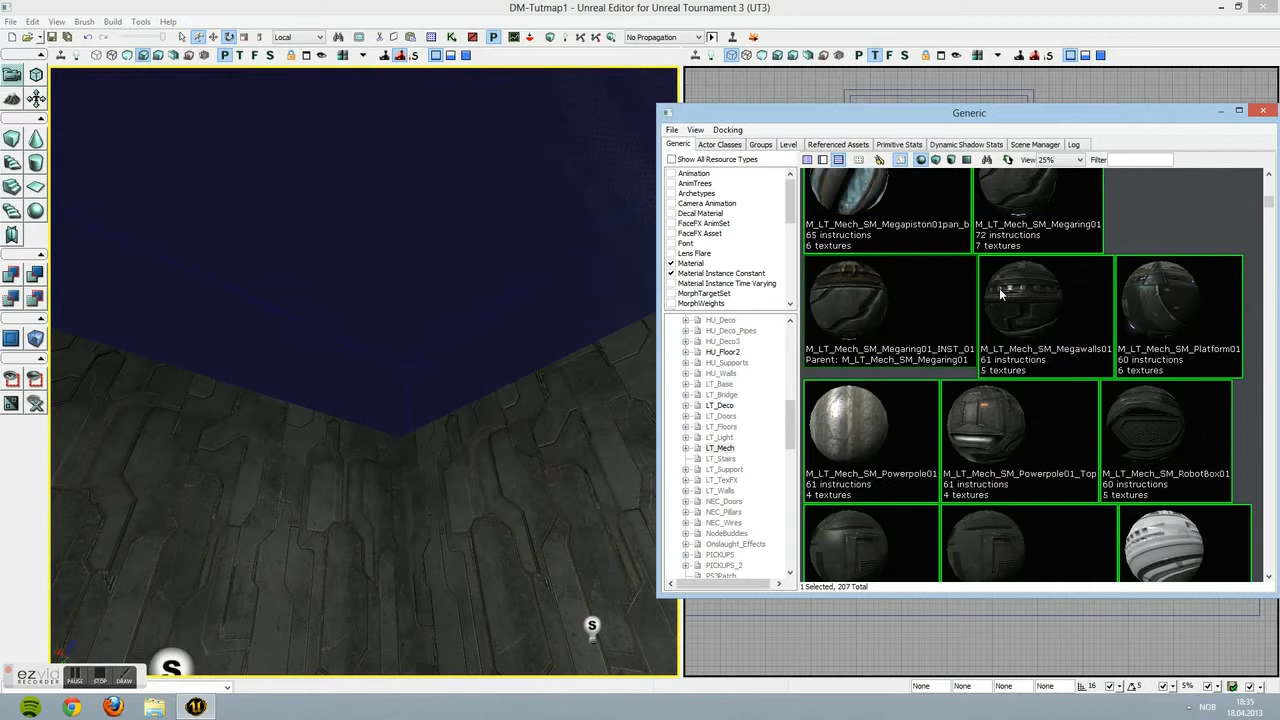 DM-Tutmap1 - Unreal Editor for Unreal Tournament 3 (UT3)
File Edit View Brush Build Tools Help
Local
No Propagation
P T F S
P T F S
Generic
File View Docking
Generic Actor Classes Groups Level Referenced Assets Primitive Stats Dynamic Shadow Stats Scene Manager Log
Show All Resource Types
View 25% Filter
Animation
AnimTrees
Archetypes
Camera Animation
Decal Material
FaceFX AnimSet
FaceFX Asset
Font
Lens Flare
Material
Material Instance Constant
Material Instance Time Varying
MorphTargetSet
MorphWeights
HU_Deco
HU_Deco_Pipes
HU_Deco3
HU_Floor2
HU_Supports
HU_Walls
LT_Base
LT_Bridge
LT_Deco
LT_Doors
LT_Floors
LT_Light
LT_Mech
LT_Stairs
LT_Support
LT_TexFX
LT_Walls
NEC_Doors
NEC_Pillars
NEC_Wires
NodeBuddies
Onslaught_Effects
PICKUPS
PICKUPS_2
PS3Patch
M_LT_Mech_SM_Megapiston01pan_b
65 instructions
6 textures
M_LT_Mech_SM_Megaring01
72 instructions
7 textures
M_LT_Mech_SM_Megaring01_INST_01
Parent: M_LT_Mech_SM_Megaring01
M_LT_Mech_SM_Megawalls01
61 instructions
5 textures
M_LT_Mech_SM_Platform01
60 instructions
6 textures
M_LT_Mech_SM_Powerpole01
61 instructions
4 textures
M_LT_Mech_SM_Powerpole01_Top
61 instructions
4 textures
M_LT_Mech_SM_RobotBox01
60 instructions
5 textures
1 Selected, 207 Total
S
S
ezvid
RECORDER
PAUSE STOP DRAW
None None None None 16 5 5%
NOB
18:35
18.04.2013